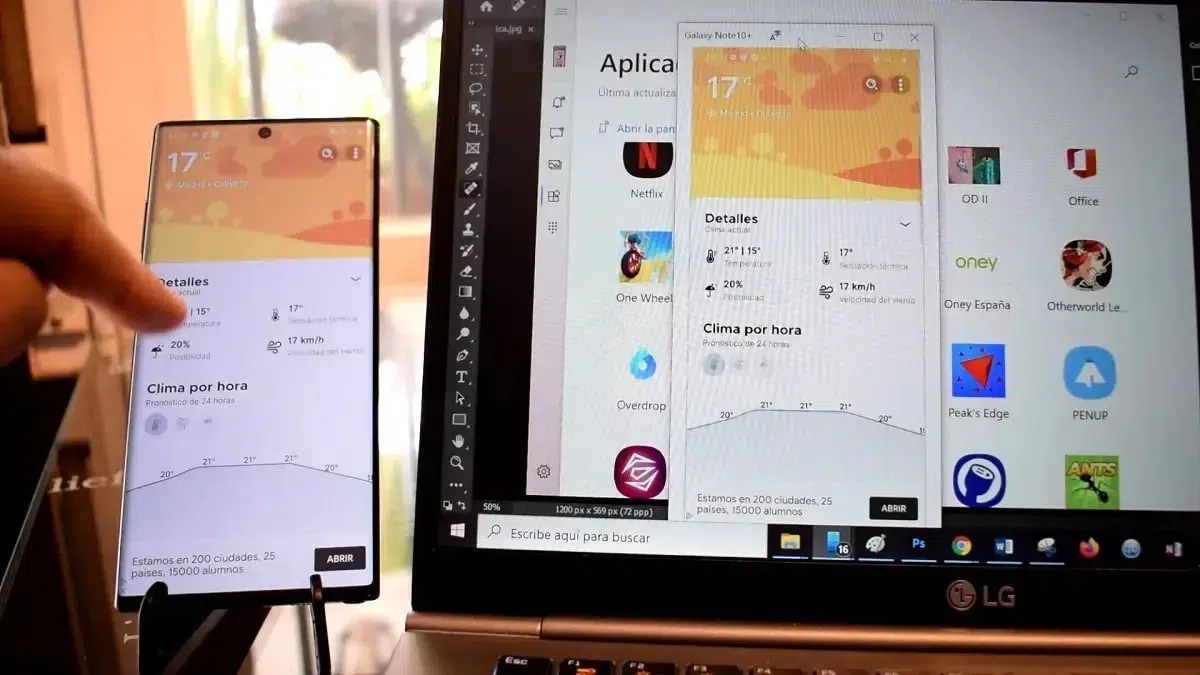 17°C
Madrid • Cubierto
Detalles
actual
15°
17°
Sensación térmica
20%
Posibilidad
17 km/h
Velocidad del viento
Clima por hora
Pronóstico de 24 horas
20°
21°
21°
21°
20°
Estamos en 200 ciudades, 25
países, 15000 alumnos
ABRIR
ica.jpg
Aplica
Última actualiza
Abrir la pan
Netflix
One Wheel
Overdrop
Galaxy Note10+
17°C
Madrid • Cubierto
Detalles
Clima actual
21° | 15°
Temperatura
17°
Sensación térmica
20%
Posibilidad
17 km/h
Velocidad del viento
Clima por hora
Pronóstico de 24 horas
20°
21°
21°
21°
20°
Estamos en 200 ciudades, 25
países, 15000 alumnos
ABRIR
OD II
Office
oney
Oney España
Otherworld Le...
Peak's Edge
PENUP
ANTS
50%
1200 px x 569 px (72 ppp)
Escribe aquí para buscar
16
Ps
LG
Esc
F1
F2